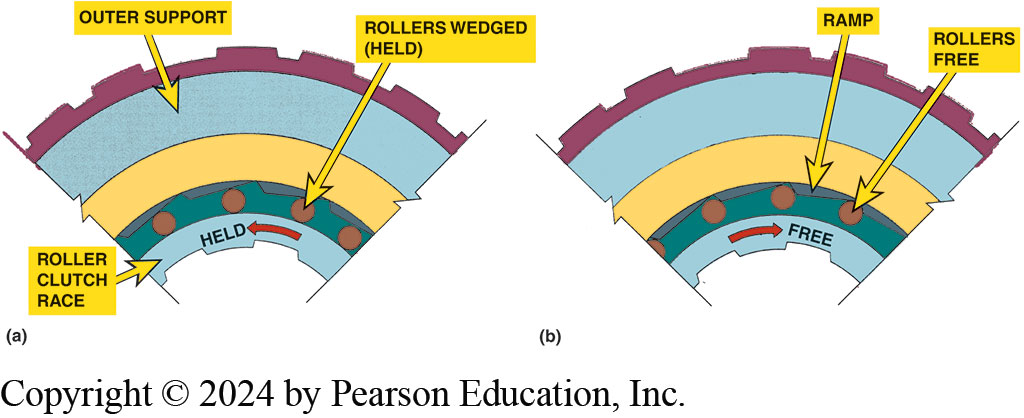 OUTER SUPPORT
ROLLERS WEDGED
(HELD)
HELD
ROLLER
CLUTCH
RACE
(a)
RAMP
ROLLERS
FREE
FREE
(b)
Copyright © 2024 by Pearson Education, Inc.